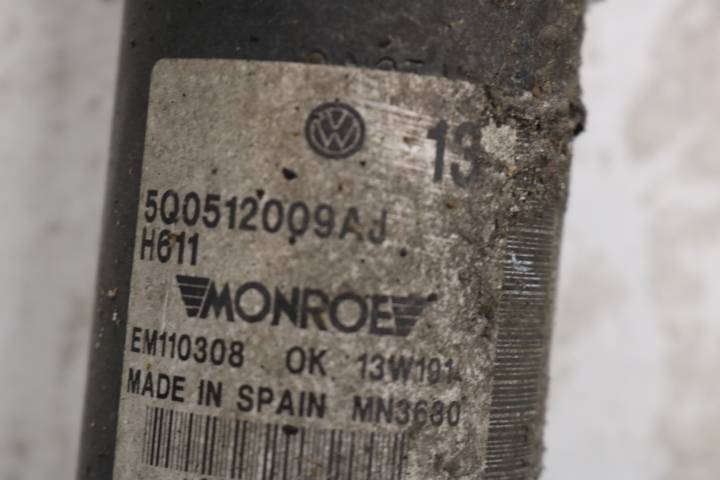 13
5Q0512009AJ
H611
MONROE
EM110308 OK 13W191
MADE IN SPAIN MN3680